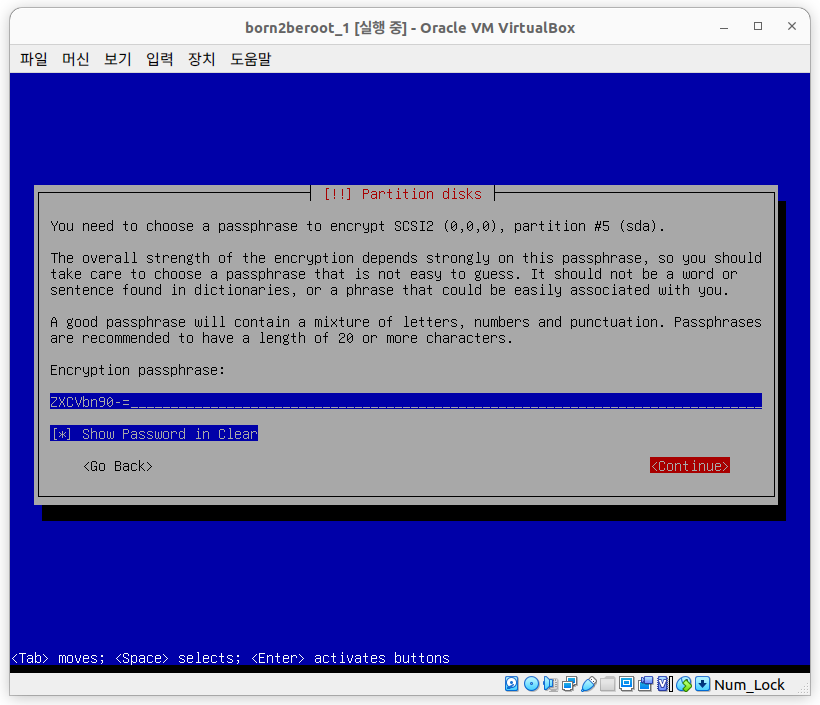 born2beroot_1 [실행 중] - Oracle VM VirtualBox
파일 머신 보기 입력 장치 도움말
[!!] Partition disks
You need to choose a passphrase to encrypt SCSI2 (0,0,0), partition #5 (sda).
The overall strength of the encryption depends strongly on this passphrase, so you should
take care to choose a passphrase that is not easy to guess. It should not be a word or
sentence found in dictionaries, or a phrase that could be easily associated with you.
A good passphrase will contain a mixture of letters, numbers and punctuation. Passphrases
are recommended to have a length of 20 or more characters.
Encryption passphrase:
ZXCVbn90-=
[*] Show Password in Clear
<Go Back> <Continue>
<Tab> moves; <Space> selects; <Enter> activates buttons
Num_Lock